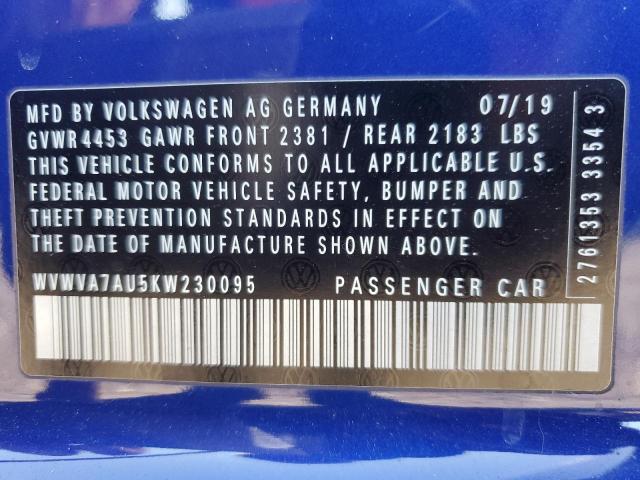 MFD BY VOLKSWAGEN AG GERMANY 07/19
GVWR 4453 GAWR FRONT 2381 / REAR 2183 LBS
THIS VEHICLE CONFORMS TO ALL APPLICABLE U.S.
FEDERAL MOTOR VEHICLE SAFETY, BUMPER AND
THEFT PREVENTION STANDARDS IN EFFECT ON
THE DATE OF MANUFACTURE SHOWN ABOVE.
WVWVA7AU5KW230095 PASSENGER CAR
2761353 3354 3